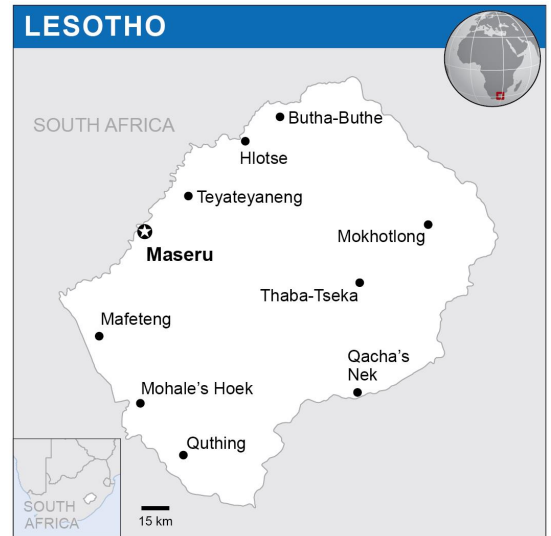 LESOTHO
SOUTH AFRICA
Butha-Buthe
Hlotse
Teyateyaneng
Mokhotlong
Maseru
Thaba-Tseka
Mafeteng
Qacha's
Nek
Mohale's Hoek
Quthing
SOUTH
AFRICA
15 km